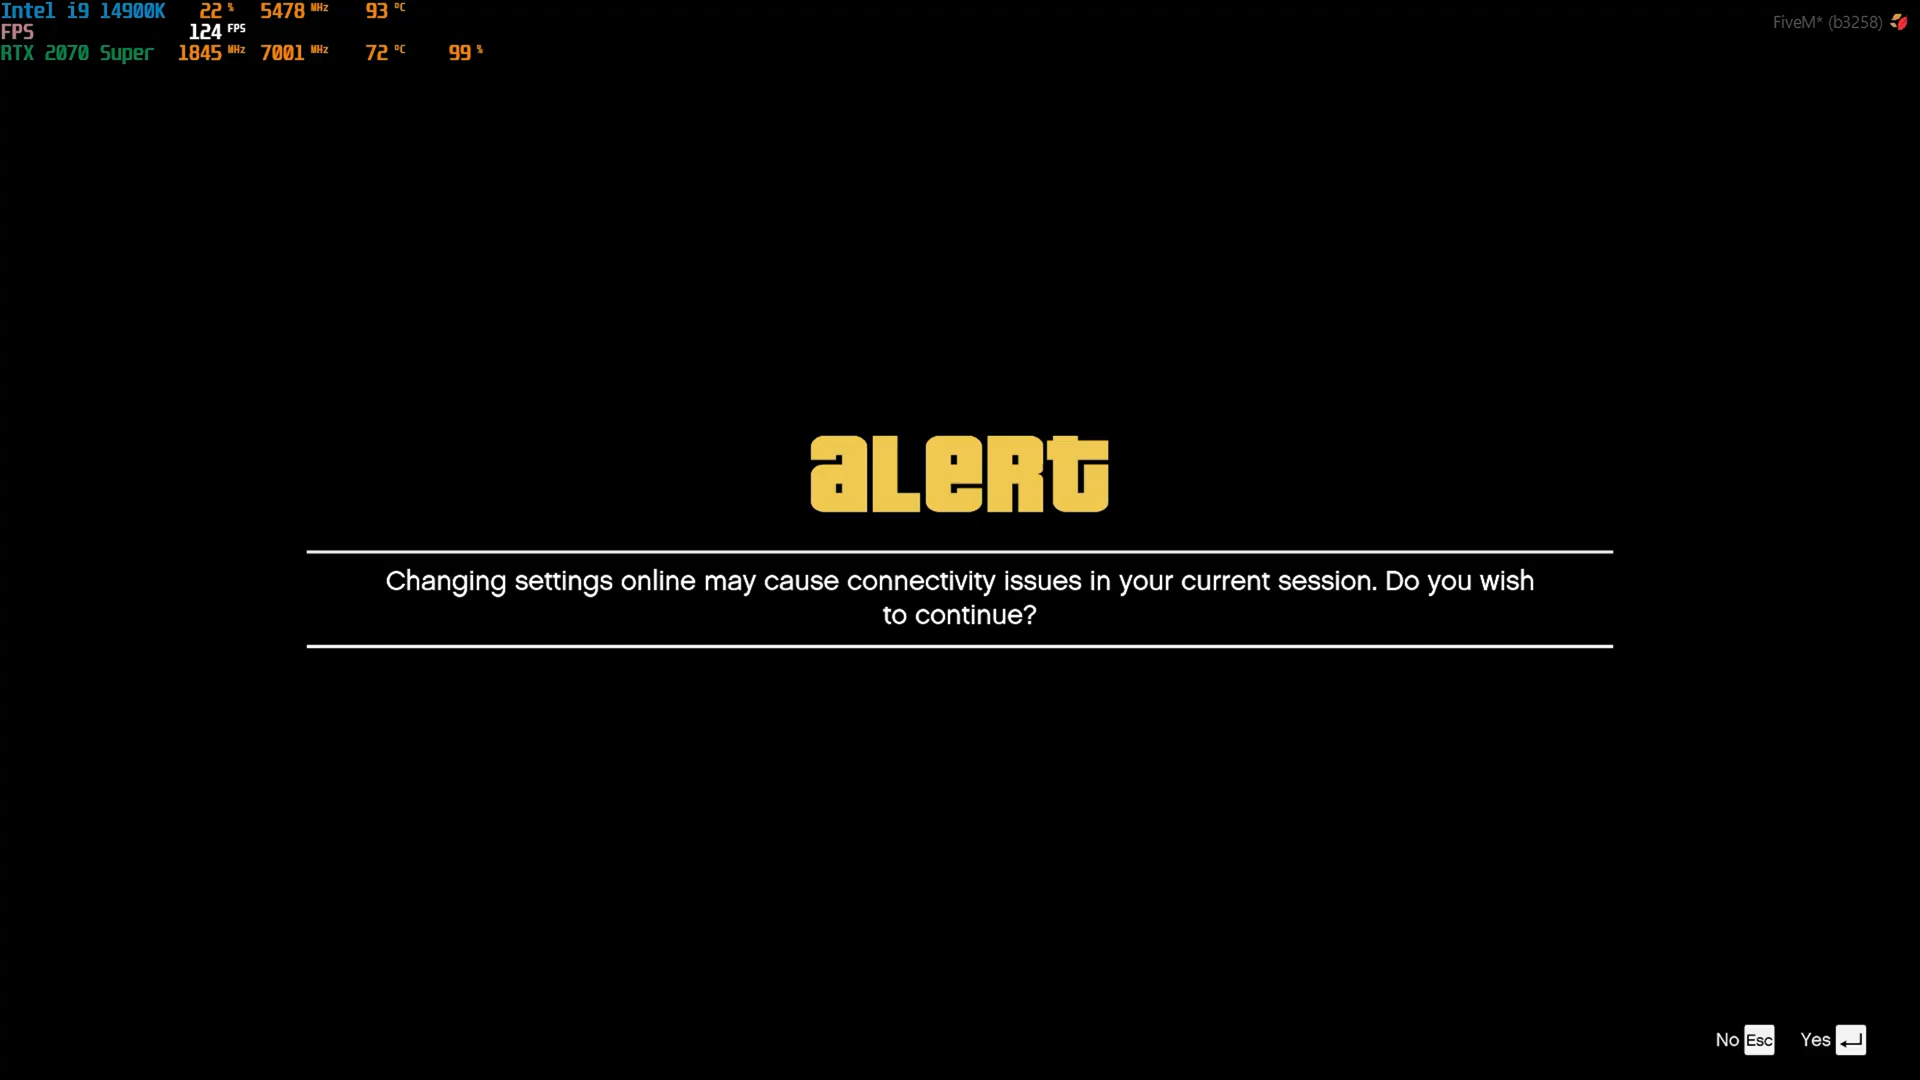 Intel i9 14900K 22 % 5478 MHz 93 °C
FPS 124 FPS
RTX 2070 Super 1845 MHz 7001 MHz 72 °C 99 %
FiveM* (b3258)
alert
Changing settings online may cause connectivity issues in your current session. Do you wish
to continue?
No Esc Yes